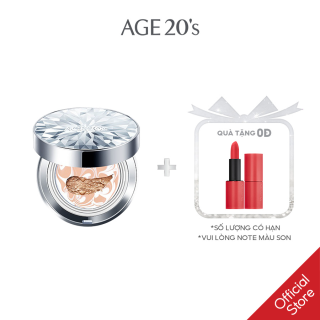 AGE 20's
QUÀ TẶNG 0Đ
*SỐ LƯỢNG CÓ HẠN
*VUI LÒNG NOTE MÀU SON
Official
Store